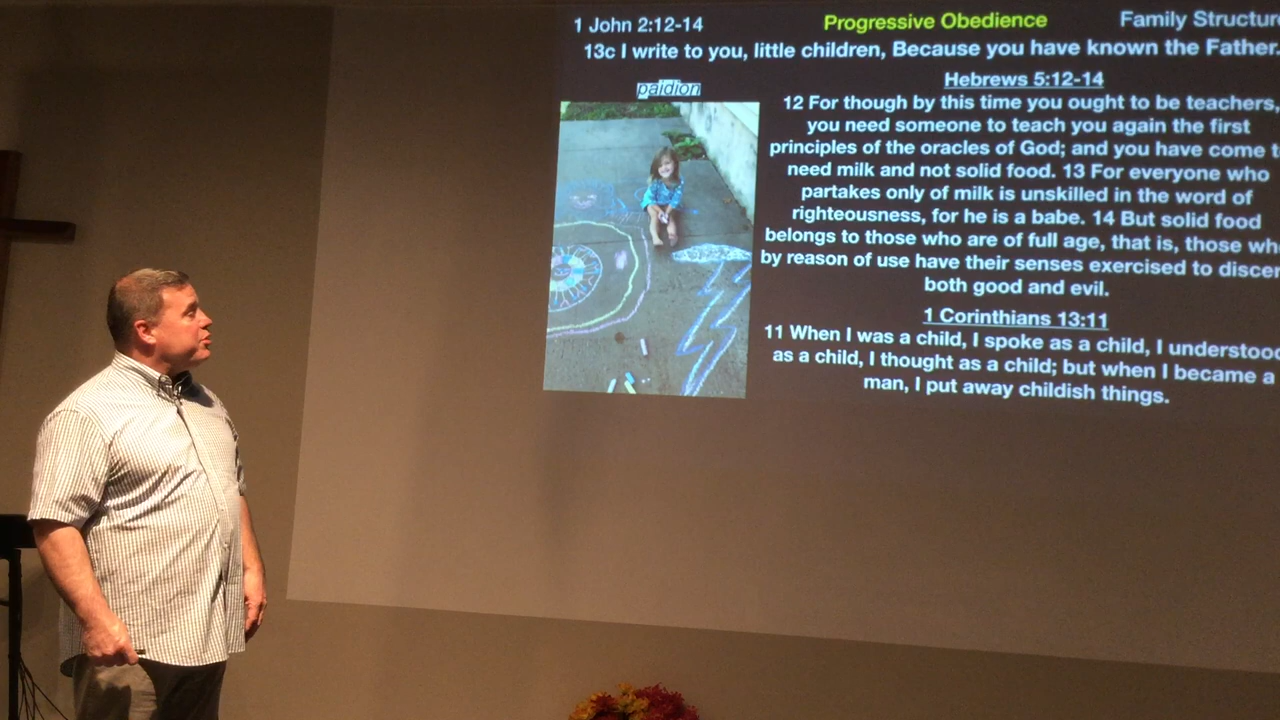 1 John 2:12-14 Progressive Obedience Family Structure
13c I write to you, little children, Because you have known the Father.
paidion
Hebrews 5:12-14
12 For though by this time you ought to be teachers,
you need someone to teach you again the first
principles of the oracles of God; and you have come t
need milk and not solid food. 13 For everyone who
partakes only of milk is unskilled in the word of
righteousness, for he is a babe. 14 But solid food
belongs to those who are of full age, that is, those wh
by reason of use have their senses exercised to discer
both good and evil.
1 Corinthians 13:11
11 When I was a child, I spoke as a child, I understood
as a child, I thought as a child; but when I became a
man, I put away childish things.